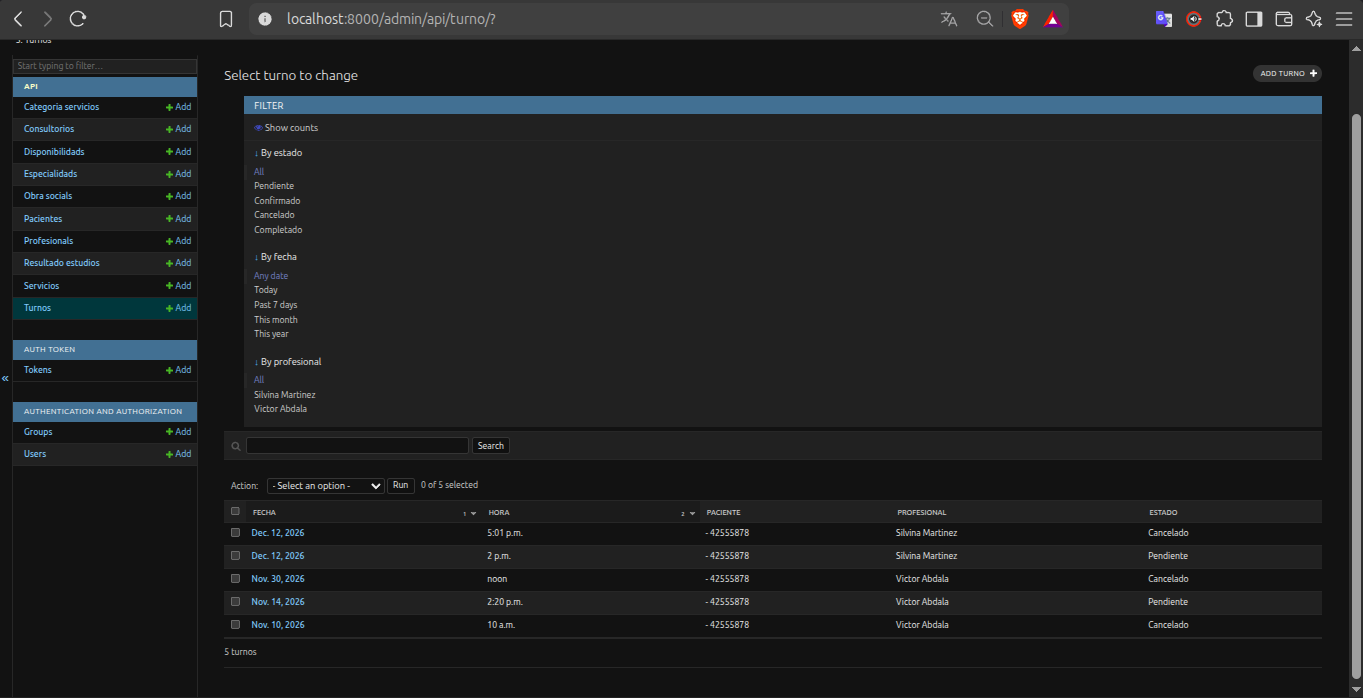 localhost:8000/admin/api/turno/?
5. Turnos
Start typing to filter...
API
Categoria servicios + Add
Consultorios + Add
Disponibilidads + Add
Especialidads + Add
Obra socials + Add
Pacientes + Add
Profesionals + Add
Resultado estudios + Add
Servicios + Add
Turnos + Add
AUTH TOKEN
Tokens + Add
AUTHENTICATION AND AUTHORIZATION
Groups + Add
Users + Add
«
Select turno to change
ADD TURNO +
FILTER
Show counts
↓ By estado
All
Pendiente
Confirmado
Cancelado
Completado
↓ By fecha
Any date
Today
Past 7 days
This month
This year
↓ By profesional
All
Silvina Martinez
Victor Abdala
Search
Action: - Select an option - Run 0 of 5 selected
FECHA 1 HORA 2 PACIENTE PROFESIONAL ESTADO
Dec. 12, 2026 5:01 p.m. - 42555878 Silvina Martinez Cancelado
Dec. 12, 2026 2 p.m. - 42555878 Silvina Martinez Pendiente
Nov. 30, 2026 noon - 42555878 Victor Abdala Cancelado
Nov. 14, 2026 2:20 p.m. - 42555878 Victor Abdala Pendiente
Nov. 10, 2026 10 a.m. - 42555878 Victor Abdala Cancelado
5 turnos